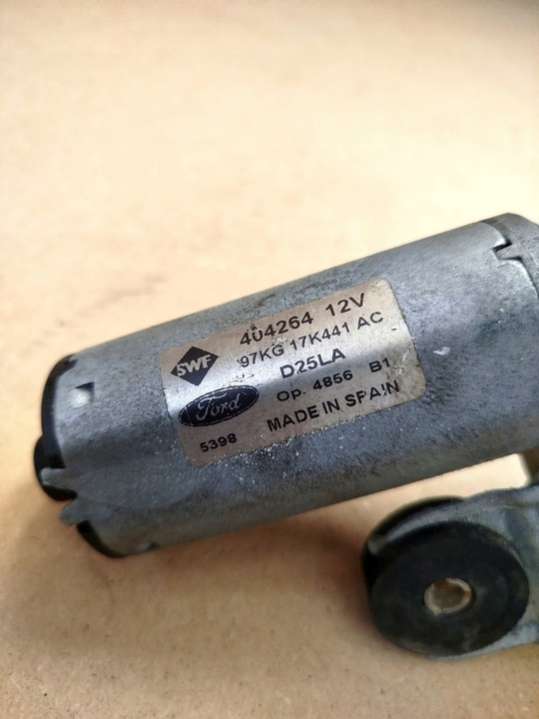 SWF
404264 12V
97KG 17K441 AC
D25LA
Ford
Op. 4856 B1
5398
MADE IN SPAIN